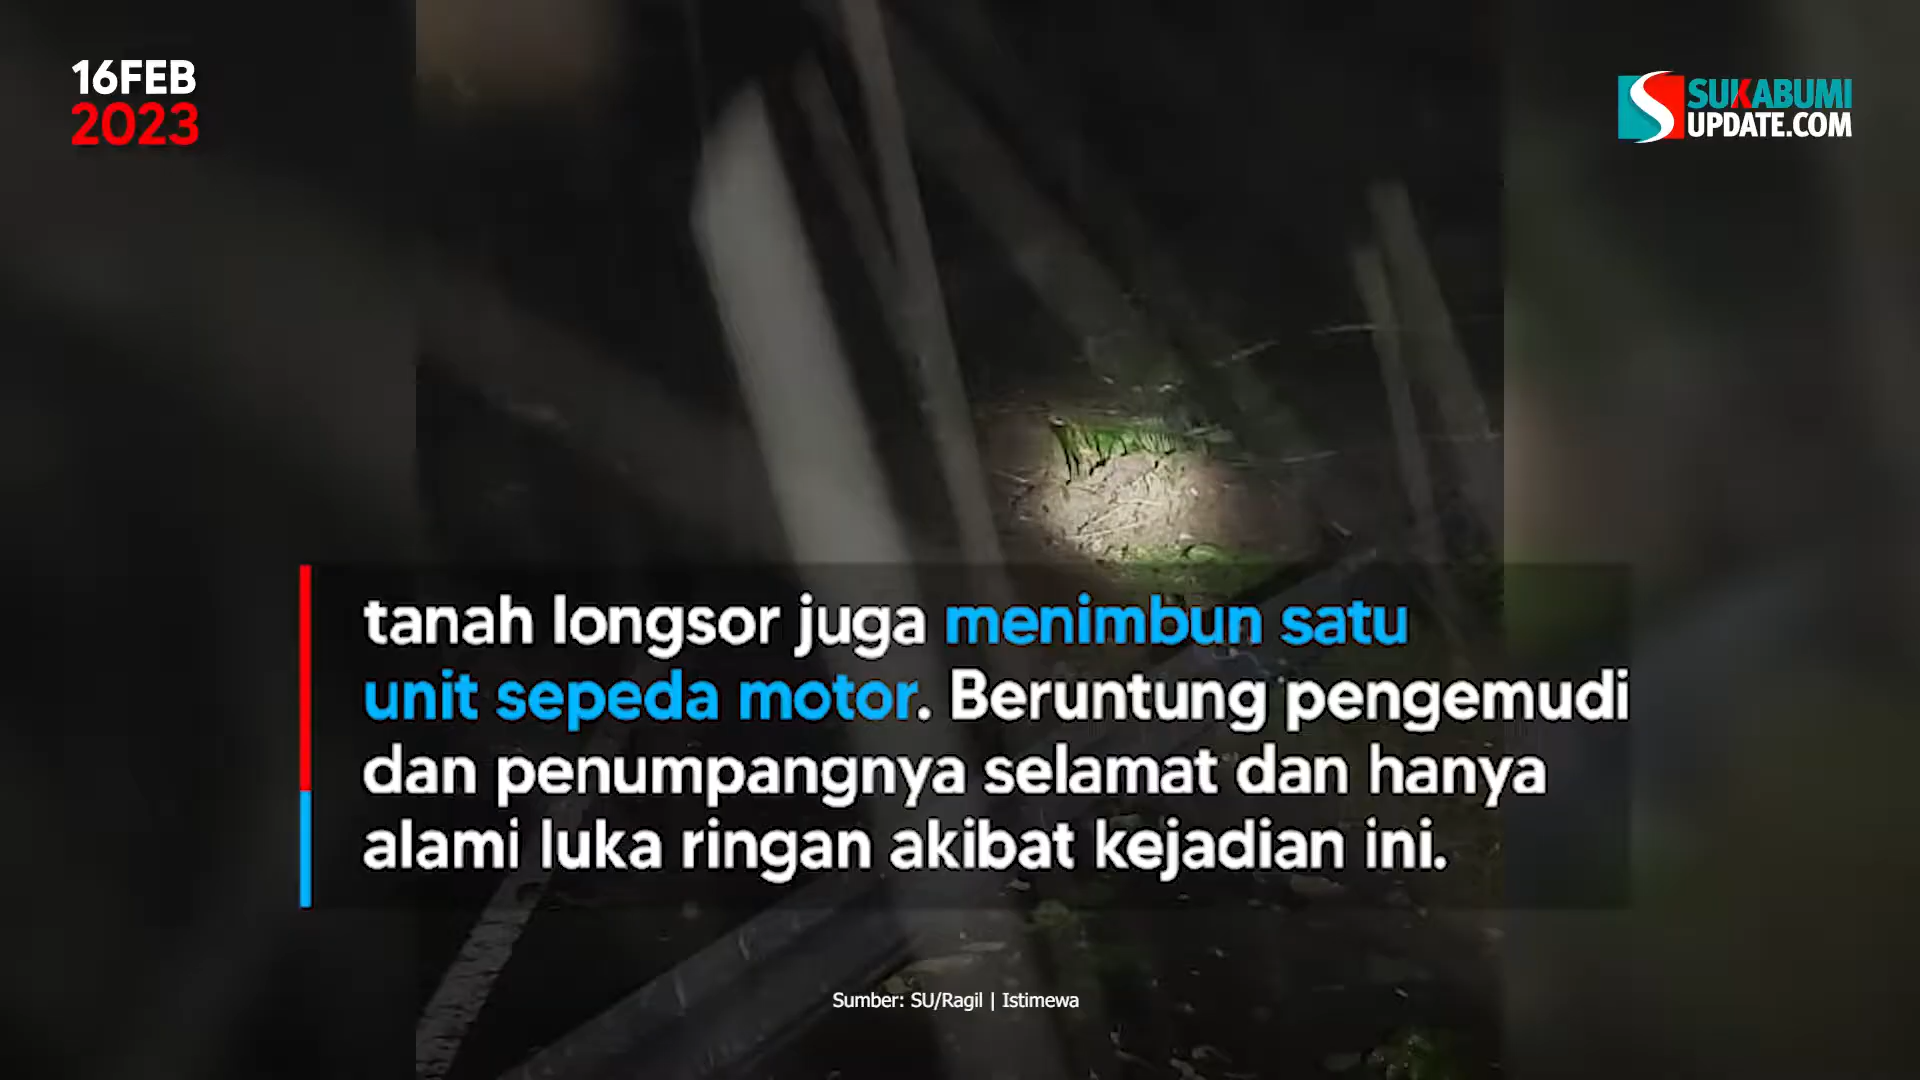 16FEB
2023
SUKABUMI
UPDATE.COM
tanah longsor juga menimbun satu
unit sepeda motor. Beruntung pengemudi
dan penumpangnya selamat dan hanya
alami luka ringan akibat kejadian ini.
Sumber: SU/Ragil | Istimewa